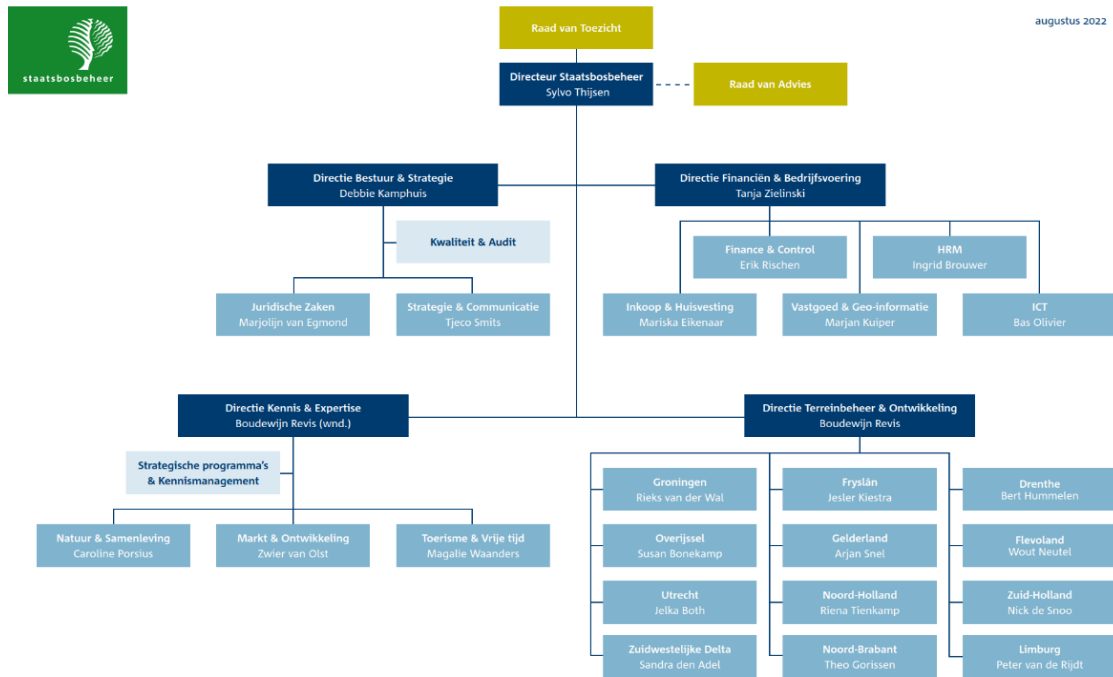 staatsbosbeheer
augustus 2022
Raad van Toezicht
Directeur Staatsbosbeheer
Sylvo Thijsen
Raad van Advies
Directie Bestuur & Strategie
Debbie Kamphuis
Directie Financiën & Bedrijfsvoering
Tanja Zielinski
Kwaliteit & Audit
Finance & Control
Erik Rischen
HRM
Ingrid Brouwer
Juridische Zaken
Marjolijn van Egmond
Strategie & Communicatie
Tjeco Smits
Inkoop & Huisvesting
Mariska Eikenaar
Vastgoed & Geo-informatie
Marjan Kuiper
ICT
Bas Olivier
Directie Kennis & Expertise
Boudewijn Revis (wnd.)
Directie Terreinbeheer & Ontwikkeling
Boudewijn Revis
Strategische programma's
& Kennismanagement
Natuur & Samenleving
Caroline Porsius
Markt & Ontwikkeling
Zwier van Olst
Toerisme & Vrije tijd
Magalie Waanders
Groningen
Rieks van der Wal
Fryslân
Jesler Kiestra
Drenthe
Bert Hummelen
Overijssel
Susan Bonekamp
Gelderland
Arjan Snel
Flevoland
Wout Neutel
Utrecht
Jelka Both
Noord-Holland
Riena Tienkamp
Zuid-Holland
Nick de Snoo
Zuidwestelijke Delta
Sandra den Adel
Noord-Brabant
Theo Gorissen
Limburg
Peter van de Rijdt